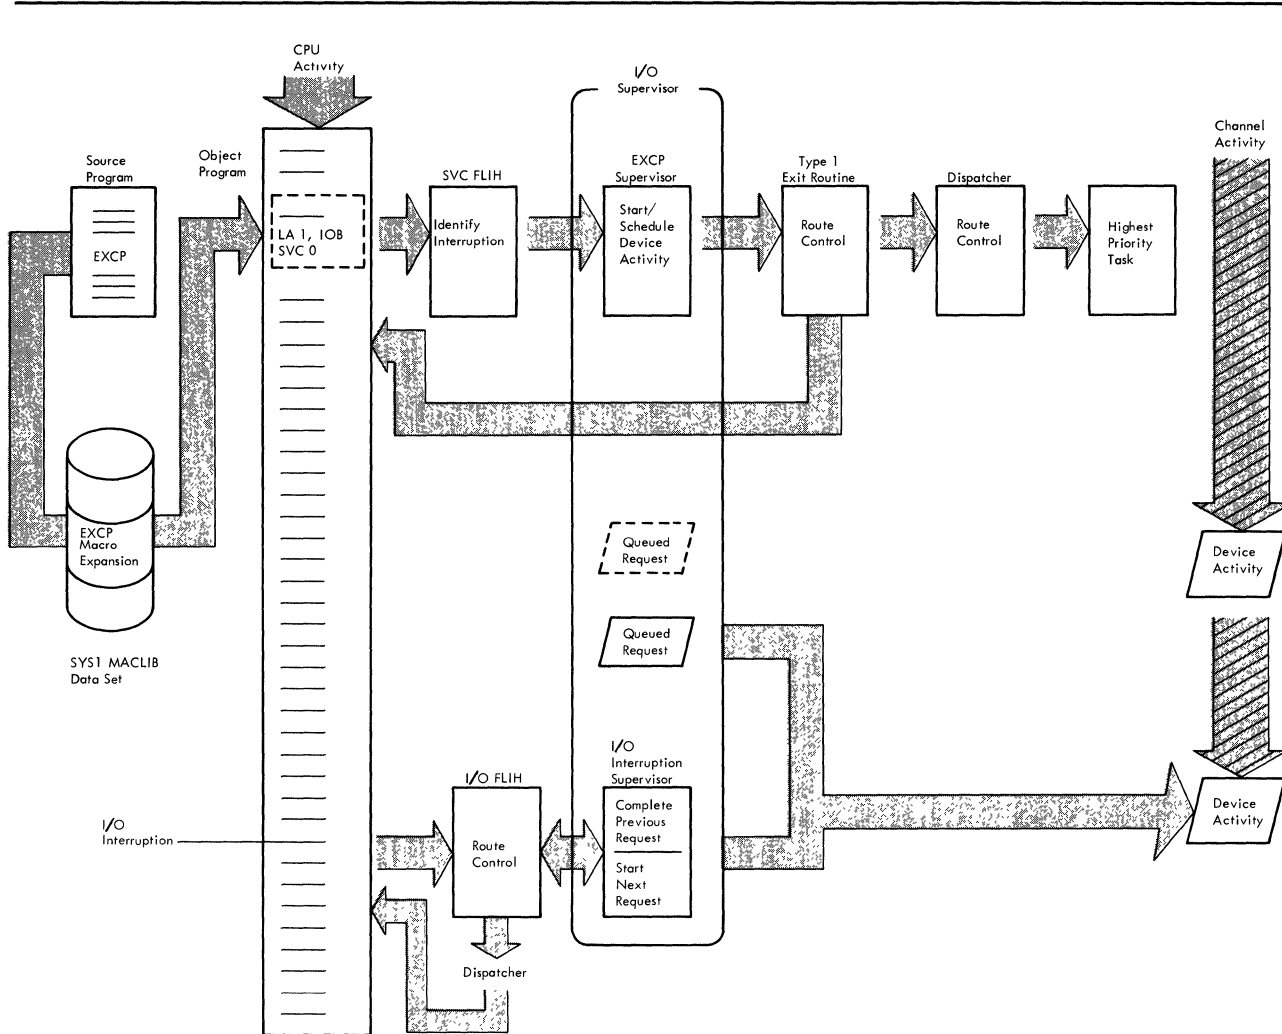 CPU
Activity
I/O
Supervisor
Channel
Activity
Source
Program
Object
Program
SVC FLIH
EXCP
Supervisor
Type 1
Exit Routine
Dispatcher
EXCP
LA 1, IOB
SVC 0
Identify
Interruption
Start/
Schedule
Device
Activity
Route
Control
Route
Control
Highest
Priority
Task
EXCP
Macro
Expansion
SYS1 MACLIB
Data Set
Queued
Request
Device
Activity
Queued
Request
I/O
Interruption
Supervisor
I/O FLIH
Complete
Previous
Request
Start
Next
Request
Route
Control
I/O
Interruption
Device
Activity
Dispatcher